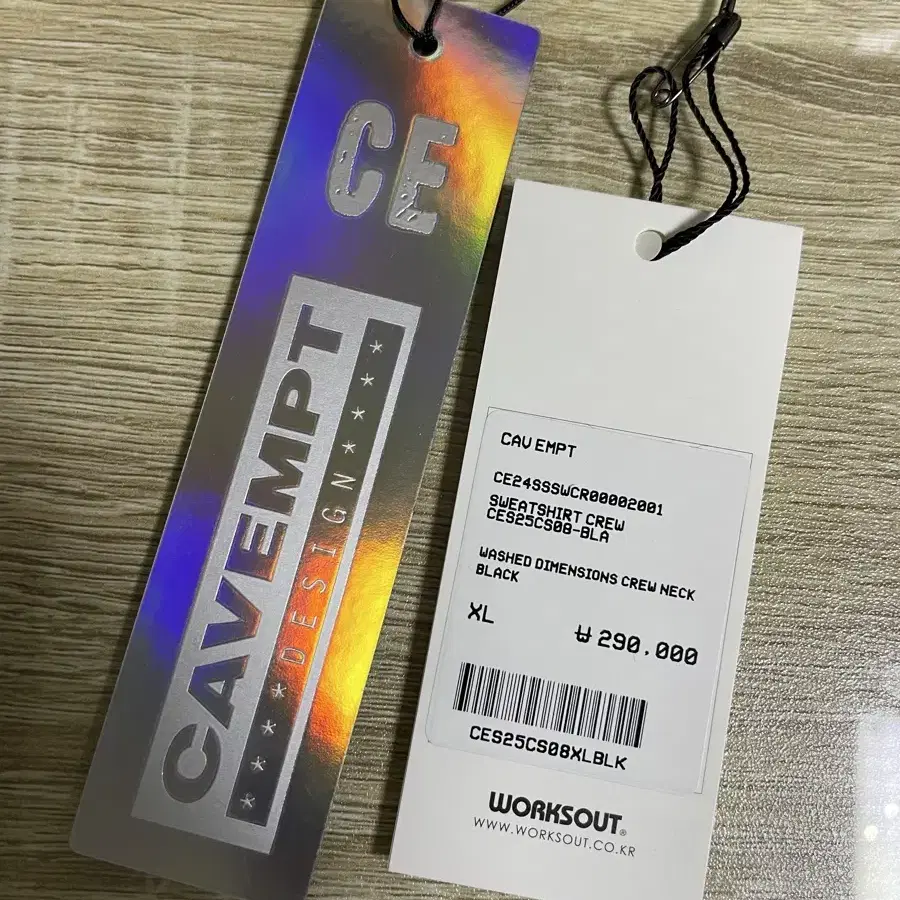 CE
CAVEMPT
****DESIGN****
CAV EMPT
CE24SSSWCR00002001
SWEATSHIRT CREW
CES25CS08-BLA
WASHED DIMENSIONS CREW NECK
BLACK
XL
₩290.000
CES25CS08XLBLK
WORKSOUT®
WWW.WORKSOUT.CO.KR